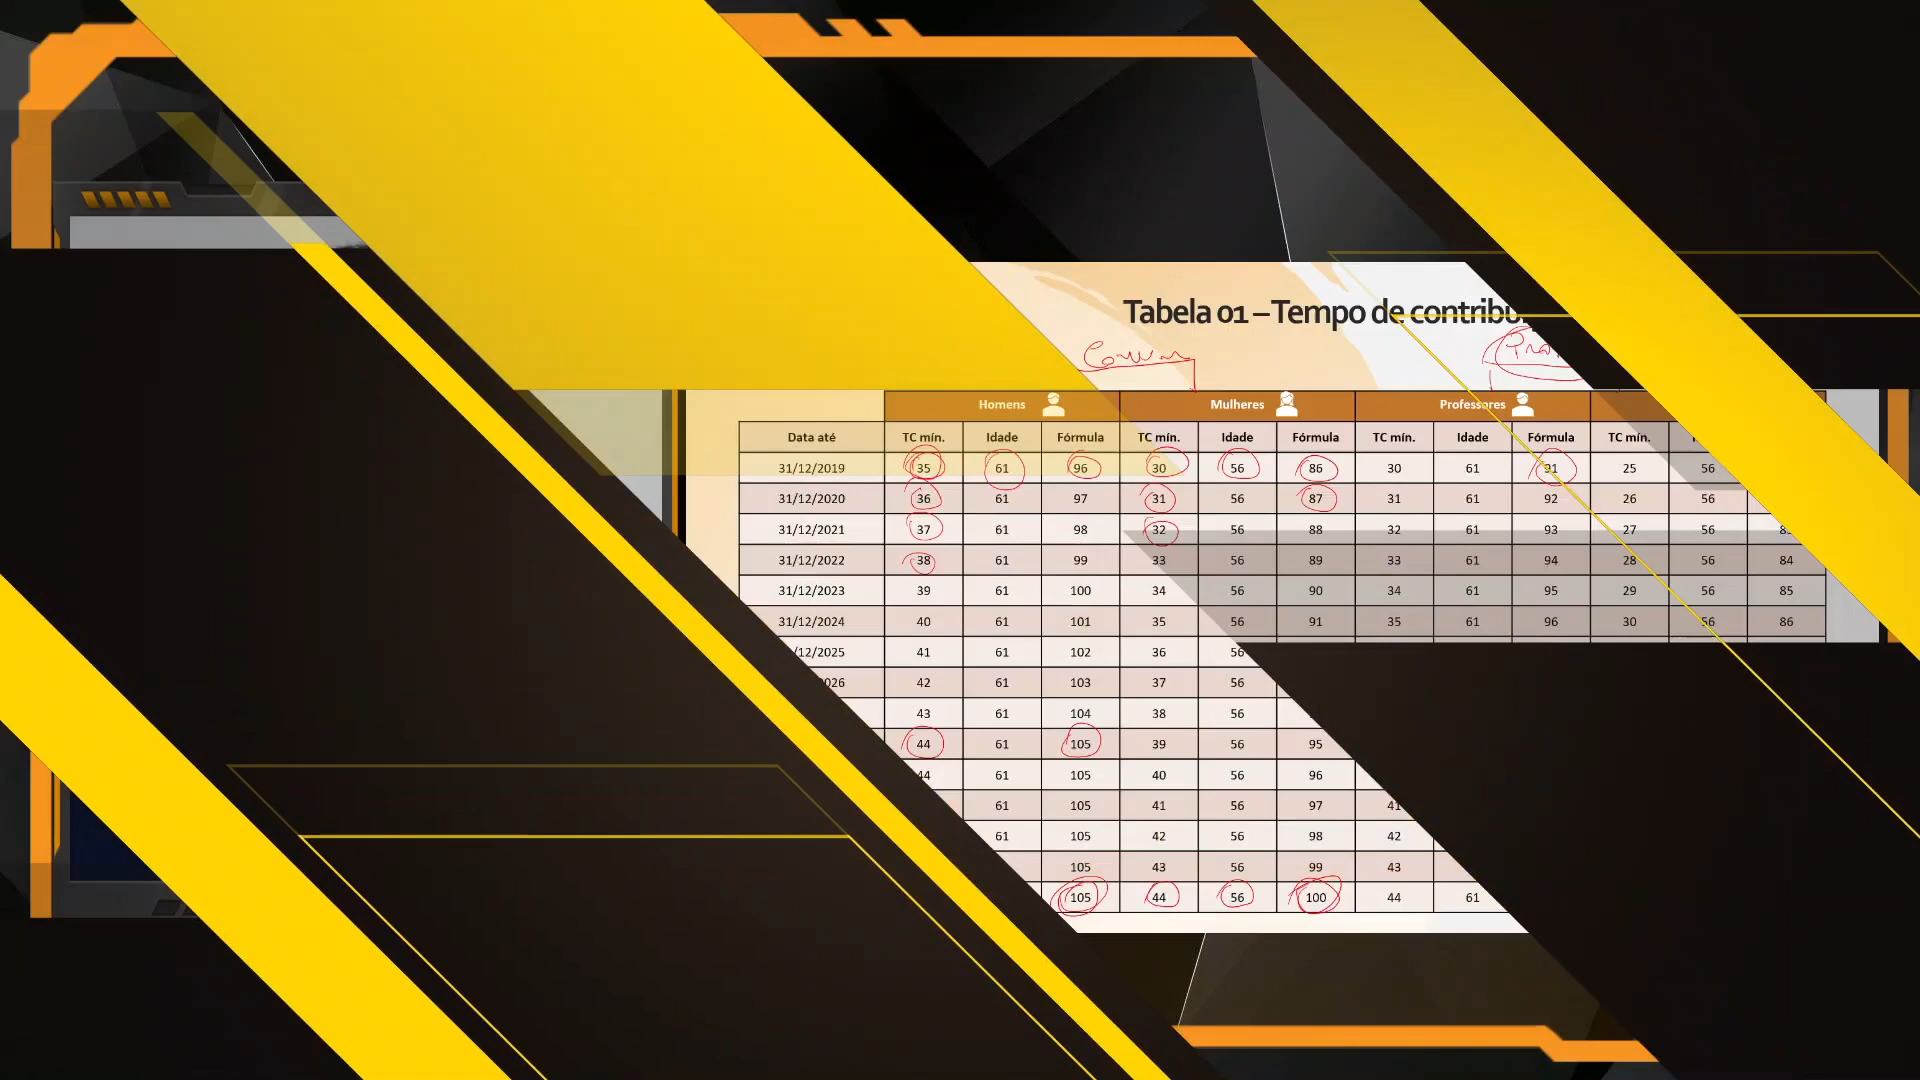 Tabela 01 – Tempo de
Comum
Homens Mulheres Professores
Data até TC mín. Idade Fórmula TC mín. Idade Fórmula TC mín. Idade Fórmula TC mín.
31/12/2019 35 61 96 30 56 86 30 61 91 25 56
31/12/2020 36 61 97 31 56 87 31 61 92 26 56
31/12/2021 37 61 98 32 56 88 32 61 93 27 56
31/12/2022 38 61 99 33 56 89 33 61 94 28 56 84
31/12/2023 39 61 100 34 56 90 34 61 95 29 56 85
31/12/2024 40 61 101 35 56 91 35 61 96 30 56 86
/12/2025 41 61 102 36 56
026 42 61 103 37 56
43 61 104 38 56
44 61 105 39 56 95
44 61 105 40 56 96
61 105 41 56 97 41
61 105 42 56 98 42
105 43 56 99 43
105 44 56 100 44 61